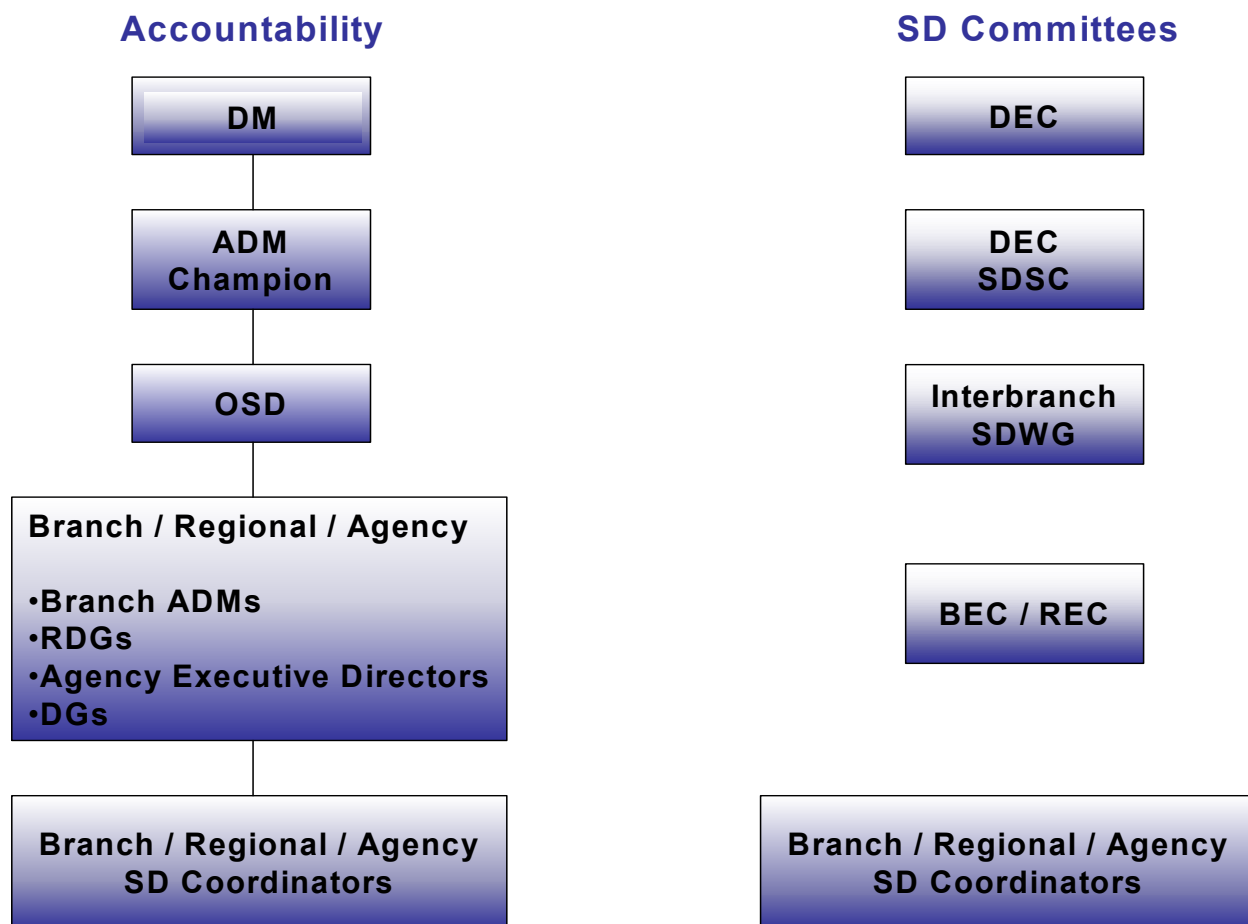 Accountability
DM
ADM
Champion
OSD
Branch / Regional / Agency
•Branch ADMs
•RDGs
•Agency Executive Directors
•DGs
Branch / Regional / Agency
SD Coordinators
SD Committees
DEC
DEC
SDSC
Interbranch
SDWG
BEC / REC
Branch / Regional / Agency
SD Coordinators